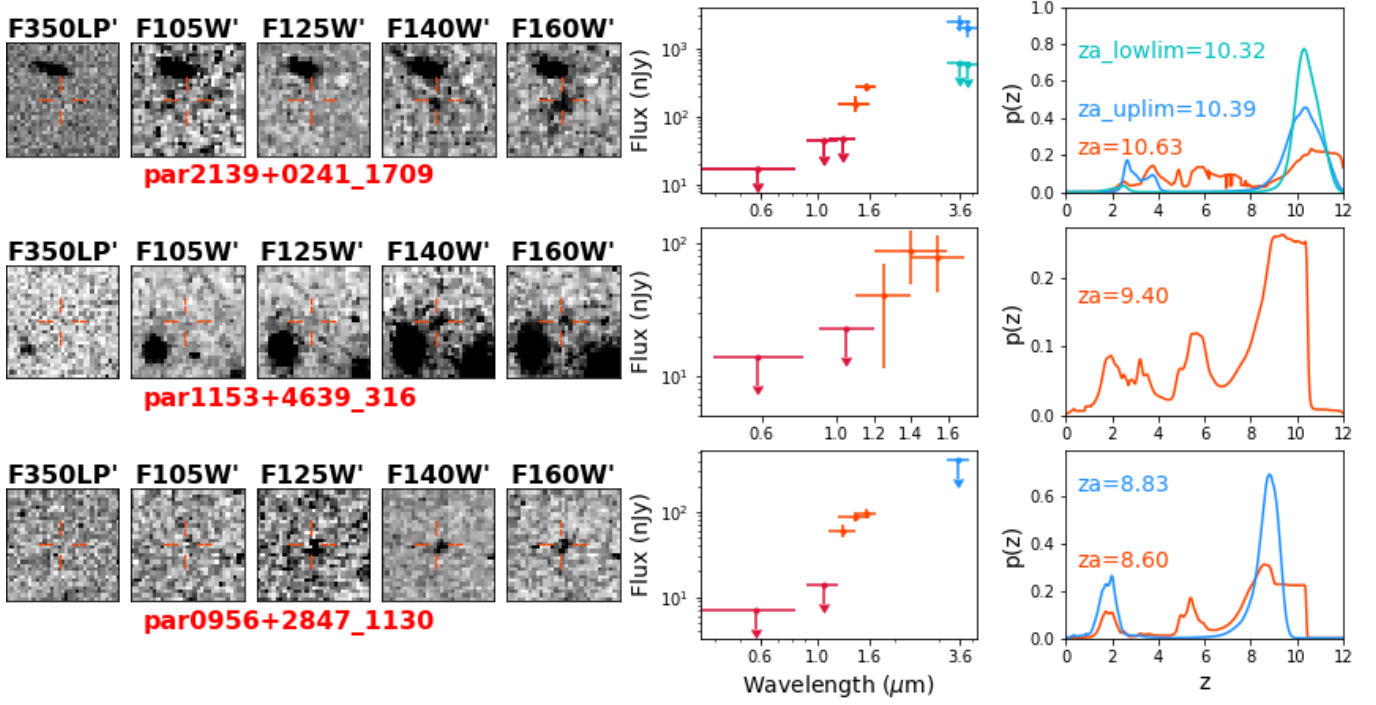 F350LP' F105W' F125W' F140W' F160W'
par2139+0241_1709
Flux (nJy)
10³
10²
10¹
0.6 1.0 1.6 3.6
p(z)
1.0
0.8
0.6
0.4
0.2
0.0
za_lowlim=10.32
za_uplim=10.39
za=10.63
0 2 4 6 8 10 12
F350LP' F105W' F125W' F140W' F160W'
par1153+4639_316
Flux (nJy)
10²
10¹
0.6 1.0 1.2 1.4 1.6
p(z)
0.2
0.1
0.0
za=9.40
0 2 4 6 8 10 12
F350LP' F105W' F125W' F140W' F160W'
par0956+2847_1130
Flux (nJy)
10²
10¹
0.6 1.0 1.6 3.6
Wavelength (μm)
p(z)
0.6
0.4
0.2
0.0
za=8.83
za=8.60
0 2 4 6 8 10 12
z